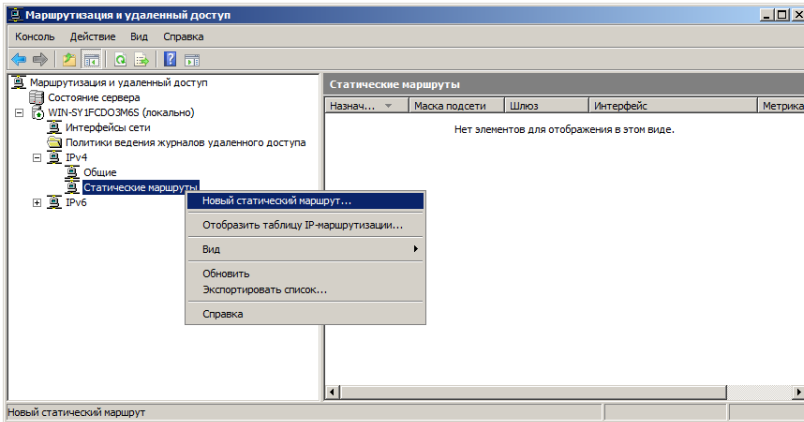 Маршрутизация и удаленный доступ
Консоль Действие Вид Справка
Маршрутизация и удаленный доступ
Состояние сервера
WIN-SY1FCDO3M6S (локально)
Интерфейсы сети
Политики ведения журналов удаленного доступа
IPv4
Общие
Статические маршруты
IPv6
Статические маршруты
Назнач... Маска подсети Шлюз Интерфейс Метрика
Нет элементов для отображения в этом виде.
Новый статический маршрут...
Отобразить таблицу IP-маршрутизации...
Вид
Обновить
Экспортировать список...
Справка
Новый статический маршрут